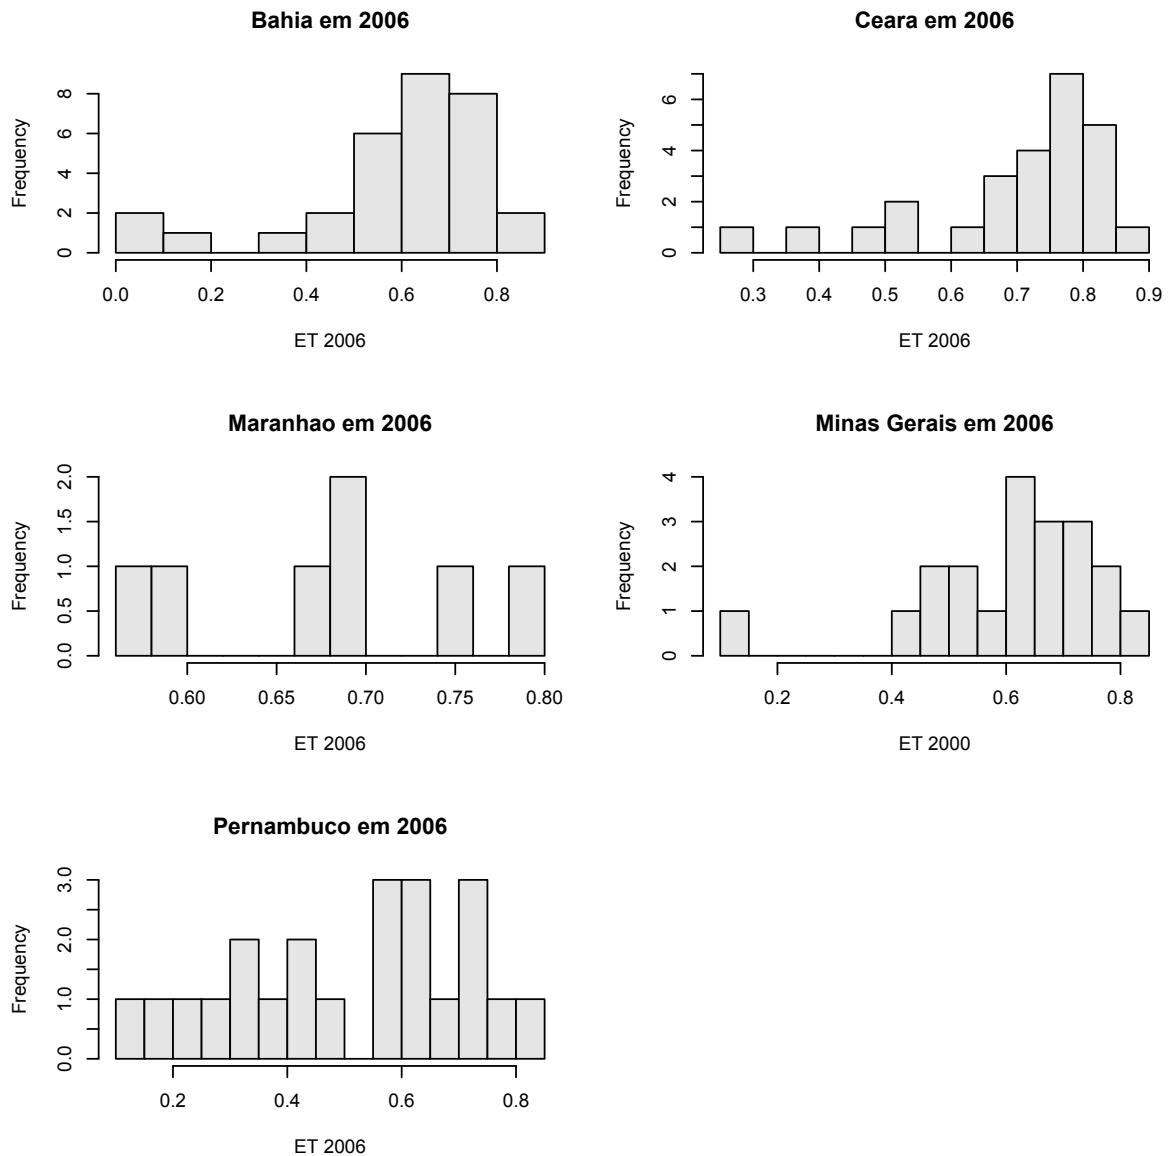 Bahia em 2006
Frequency
0 2 4 6 8
0.0 0.2 0.4 0.6 0.8
ET 2006
Ceara em 2006
Frequency
0 2 4 6
0.3 0.4 0.5 0.6 0.7 0.8 0.9
ET 2006
Maranhao em 2006
Frequency
0.0 0.5 1.0 1.5 2.0
0.60 0.65 0.70 0.75 0.80
ET 2006
Minas Gerais em 2006
Frequency
0 1 2 3 4
0.2 0.4 0.6 0.8
ET 2000
Pernambuco em 2006
Frequency
0.0 1.0 2.0 3.0
0.2 0.4 0.6 0.8
ET 2006